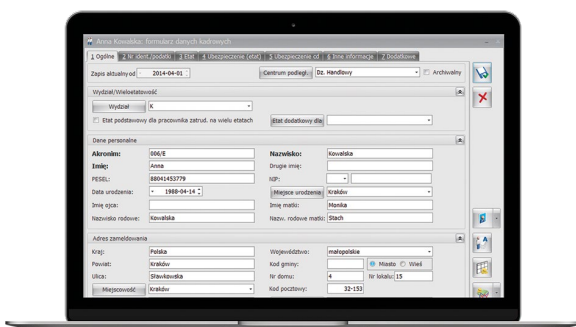 Anna Kowalska: formularz danych kadrowych
1 Ogólne 2 Nr ident./podatki 3 Etat 4 Ubezpieczenie (etat) 5 Ubezpieczenie cd 6 Inne informacje 7 Dodatkowe
Zapis aktualny od 2014-04-01 Centrum podległ. Dz. Handlowy Archiwalny
Wydział/Wieloetatowość
Wydział K
Etat podstawowy dla pracownika zatrud. na wielu etatach Etat dodatkowy dla
Dane personalne
Akronim: 006/E Nazwisko: Kowalska
Imię: Anna Drugie imię:
PESEL: 88041453779 NIP:
Data urodzenia: 1988-04-14 Miejsce urodzenia Kraków
Imię ojca: Imię matki: Monika
Nazwisko rodowe: Kowalska Nazw. rodowe matki: Stach
Adres zameldowania
Kraj: Polska Województwo: małopolskie
Powiat: Kraków Kod gminy: Miasto Wieś
Ulica: Sławkowska Nr domu: 4 Nr lokalu: 15
Miejscowość Kraków Kod pocztowy: 32-153